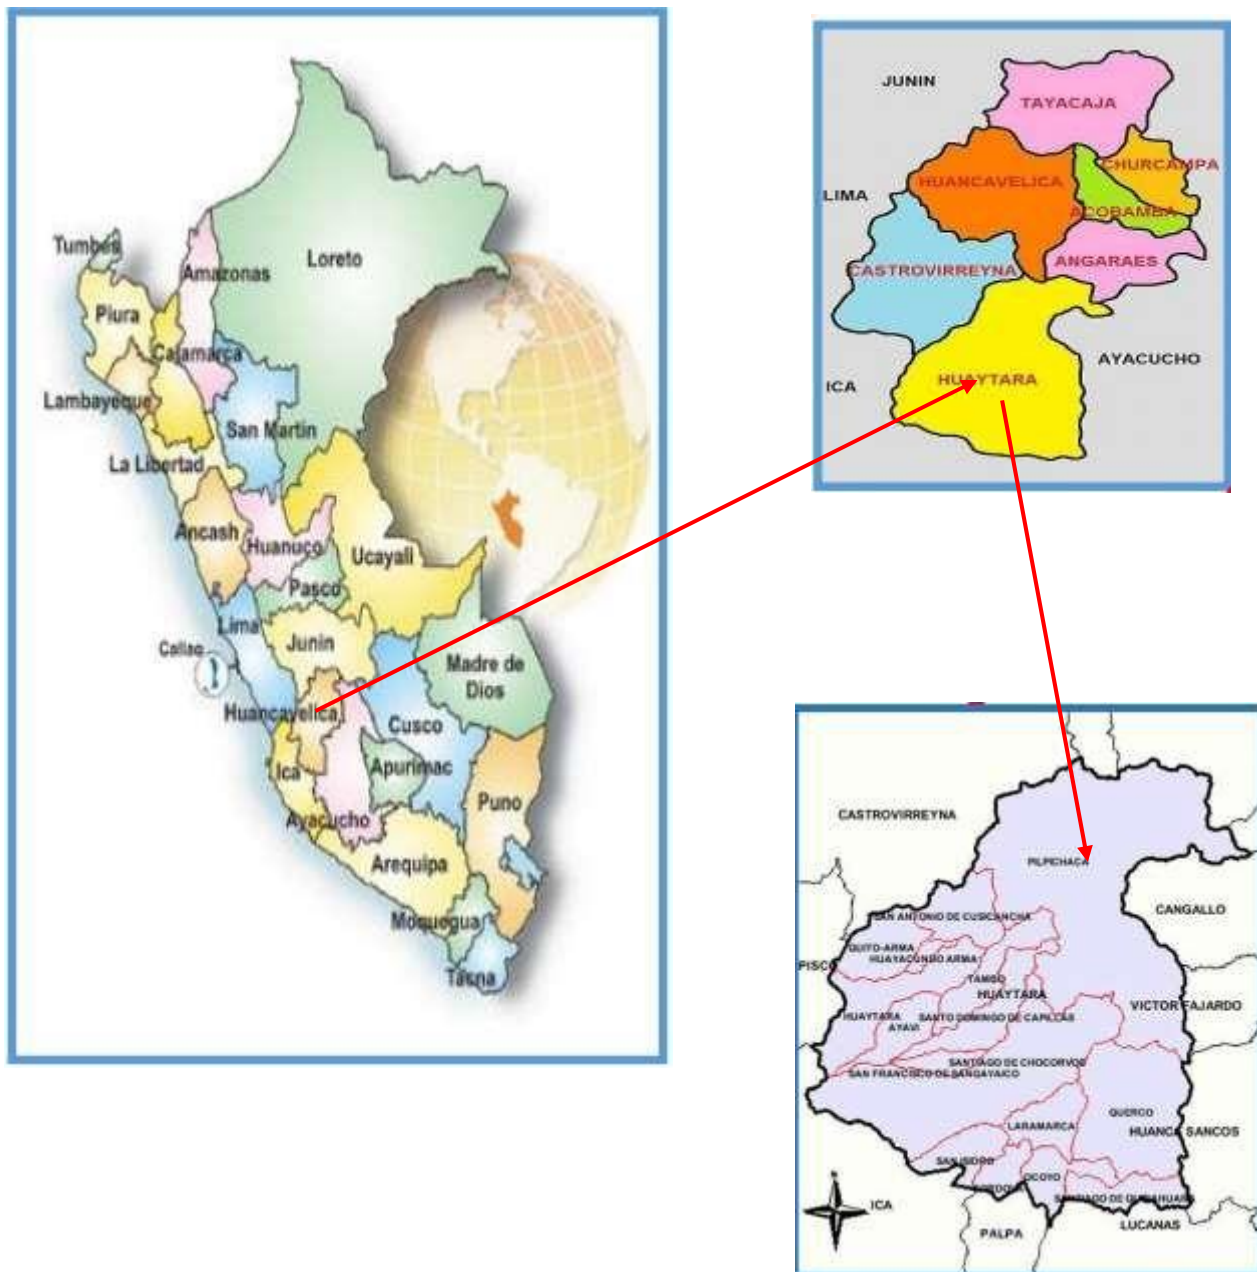 Tumbes
Loreto
Amazonas
Piura
Cajamarca
Lambayeque
San Martin
La Libertad
Ancash
Huanuco
Ucayali
Pasco
Lima
Junin
Callao
Madre de
Dios
Huancavelica
Cusco
Ica
Apurimac
Puno
Ayacucho
Arequipa
Moquegua
Tacna
JUNIN
TAYACAJA
CHURCAMPA
HUANCAVELICA
LIMA
ACOBAMBA
ANGARAES
CASTROVIRREYNA
AYACUCHO
HUAYTARA
ICA
CASTROVIRREYNA
PILPICHACA
CANGALLO
SAN ANTONIO DE CUSICANCHA
QUITO-ARMA
HUAYACUNDO ARMA
PISCO
TAMBO
HUAYTARA
VICTOR FAJARDO
HUAYTARA
SANTO DOMINGO DE CAPILLAS
AYAVI
SANTIAGO DE CHOCORVOS
SAN FRANCISCO DE SANGAYAICO
QUERCO
LARAMARCA
HUANCA SANCOS
SAN ISIDRO
OCOYO
CORDOVA
ICA
LUCANAS
PALPA